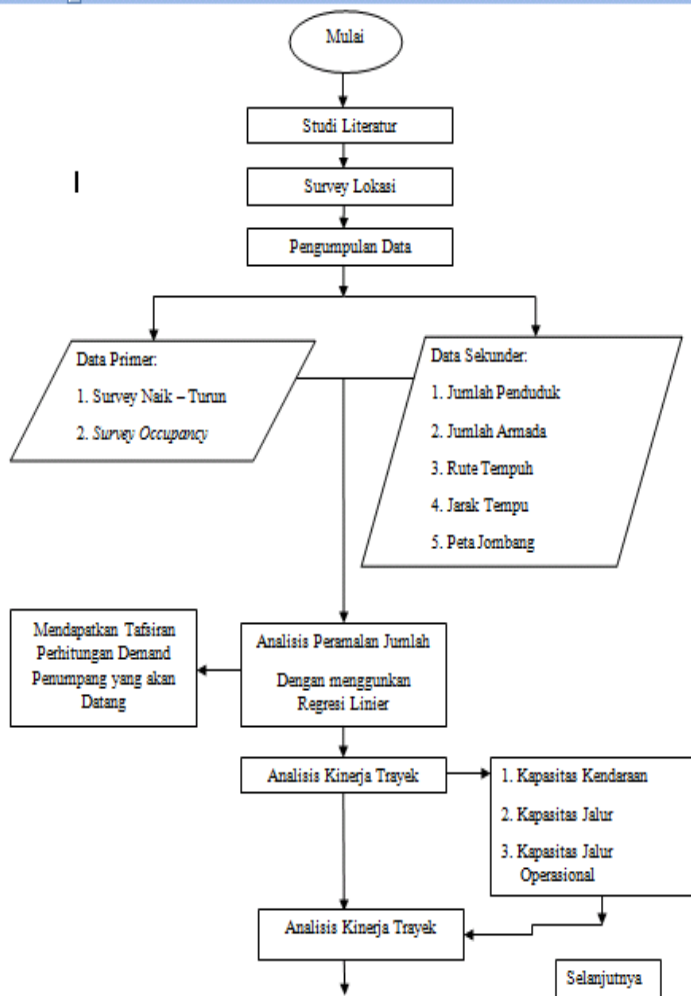 Mulai
Studi Literatur
Survey Lokasi
Pengumpulan Data
Data Primer:
1. Survey Naik – Turun
2. Survey Occupancy
Data Sekunder:
1. Jumlah Penduduk
2. Jumlah Armada
3. Rute Tempuh
4. Jarak Tempu
5. Peta Jombang
Mendapatkan Tafsiran
Perhitungan Demand
Penumpang yang akan
Datang
Analisis Peramalan Jumlah
Dengan menggunkan
Regresi Linier
Analisis Kinerja Trayek
1. Kapasitas Kendaraan
2. Kapasitas Jalur
3. Kapasitas Jalur
Operasional
Analisis Kinerja Trayek
Selanjutnya